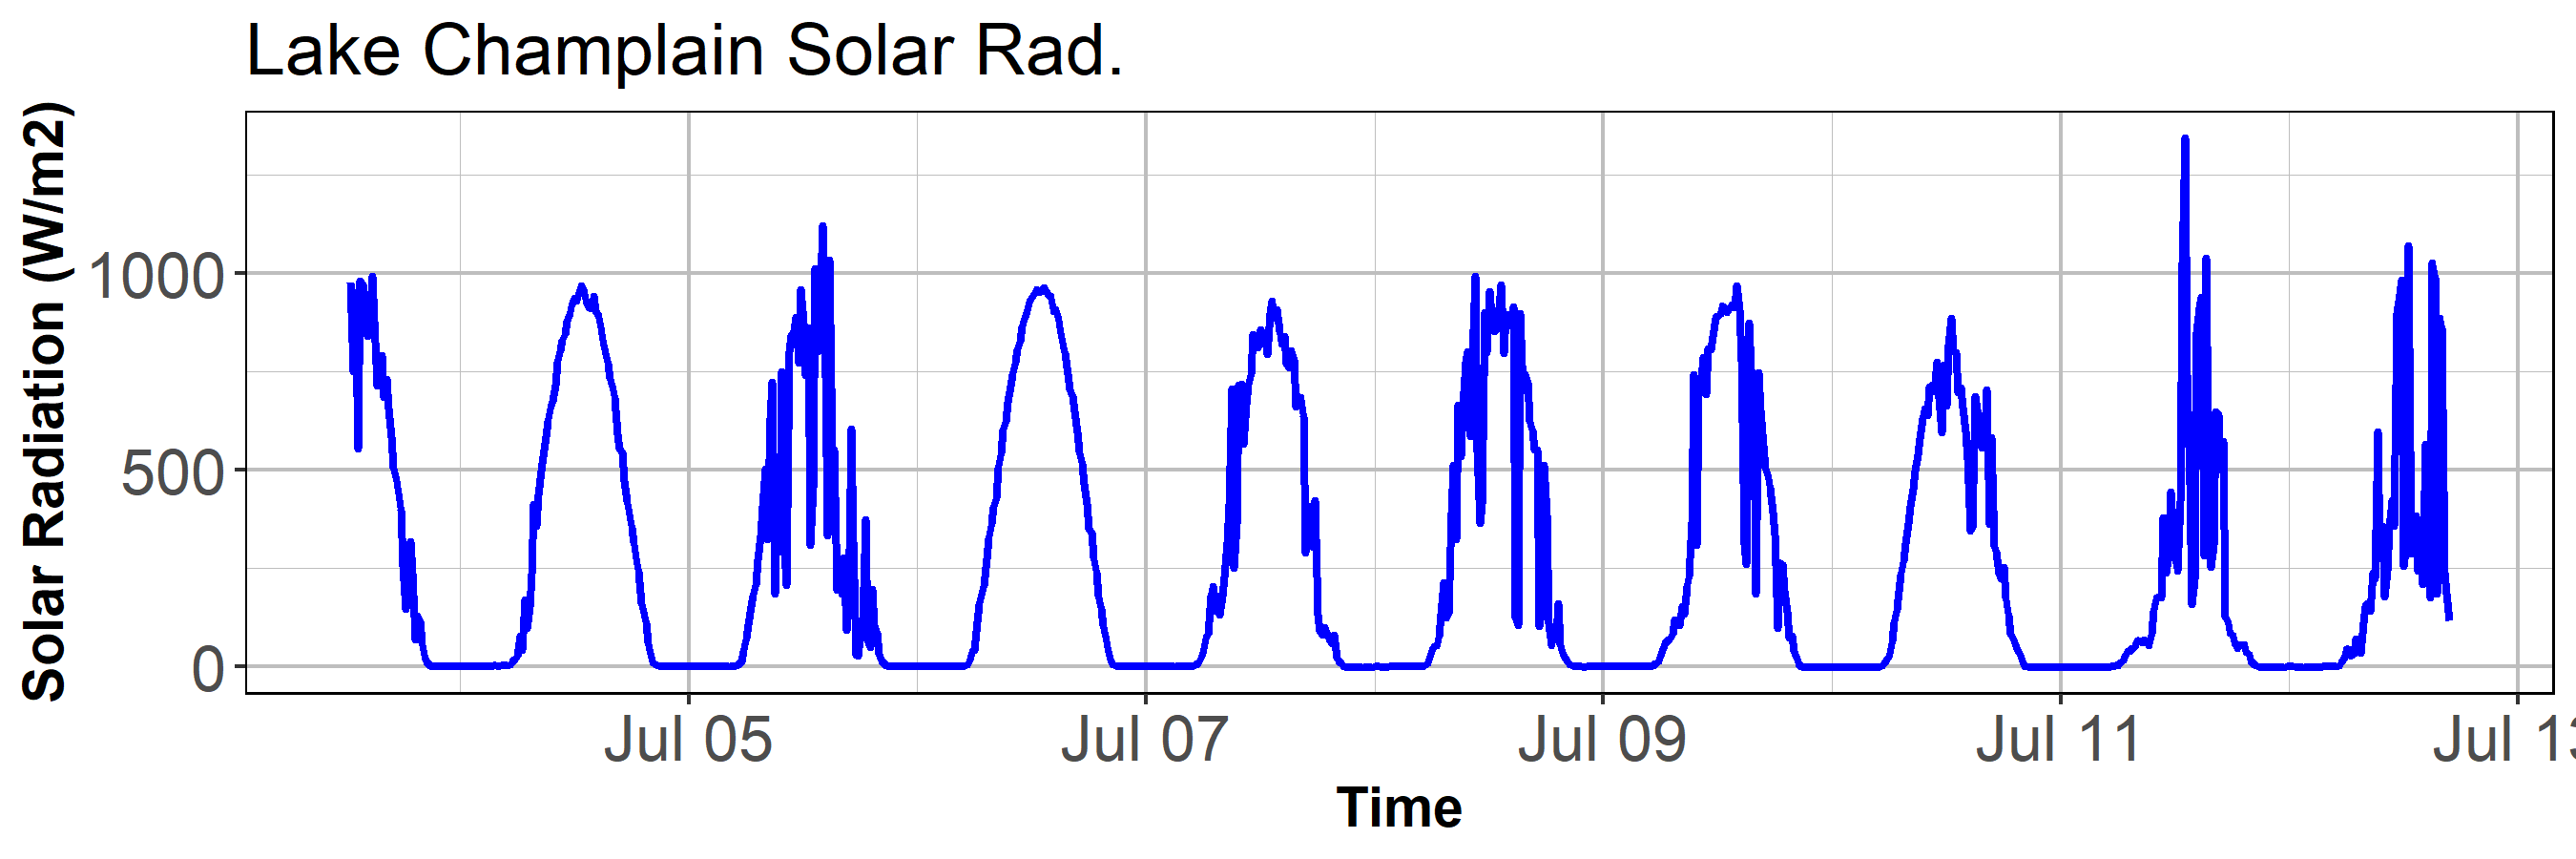 Lake Champlain Solar Rad.
Solar Radiation (W/m2)
1000
500
0
Jul 05 Jul 07 Jul 09 Jul 11 Jul
Time